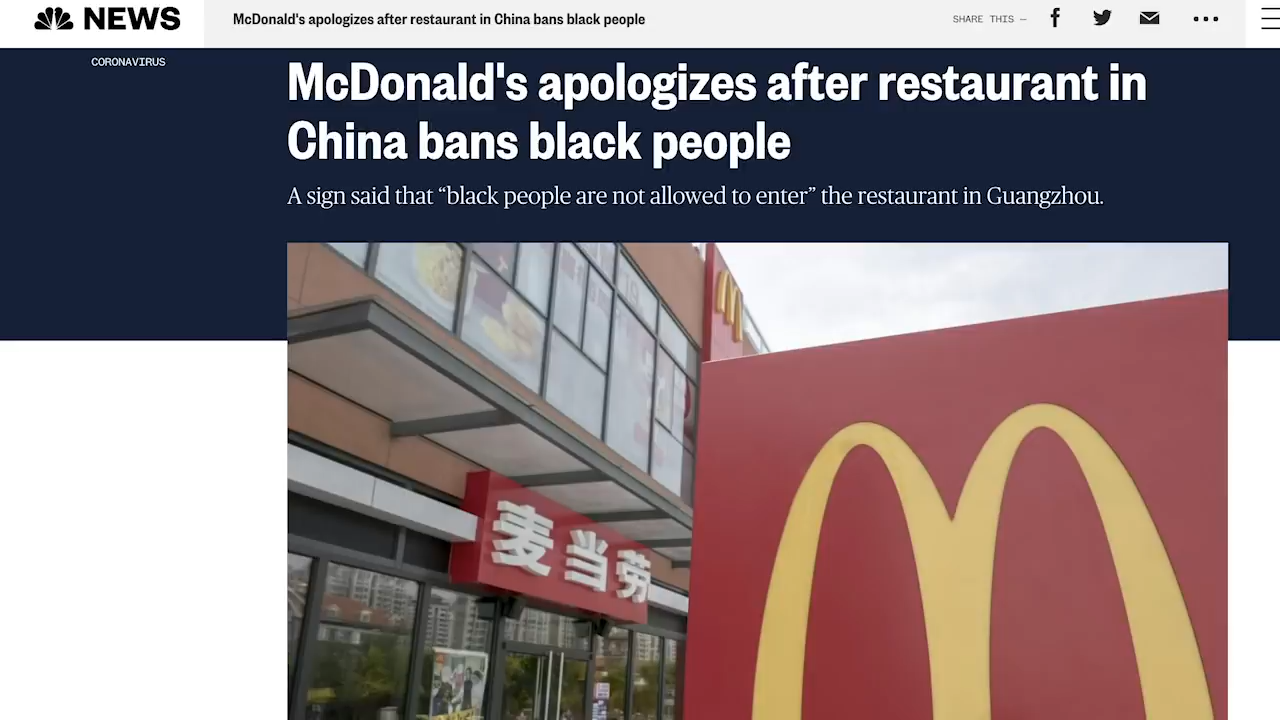 NEWS
McDonald's apologizes after restaurant in China bans black people
SHARE THIS —
CORONAVIRUS
McDonald's apologizes after restaurant in
China bans black people
A sign said that “black people are not allowed to enter” the restaurant in Guangzhou.
麦当劳